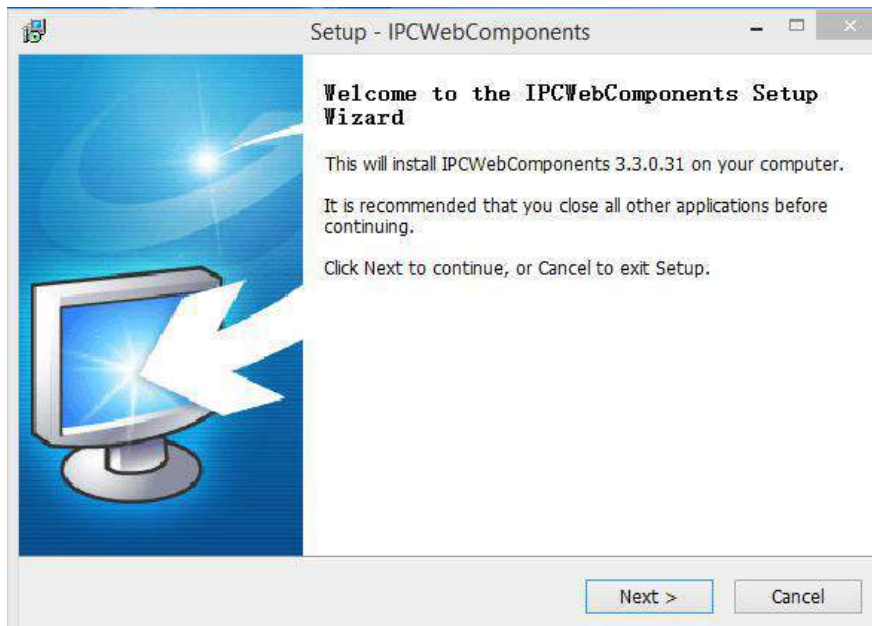 Setup - IPCWebComponents
Welcome to the IPCWebComponents Setup
Wizard
This will install IPCWebComponents 3.3.0.31 on your computer.
It is recommended that you close all other applications before
continuing.
Click Next to continue, or Cancel to exit Setup.
Next >
Cancel